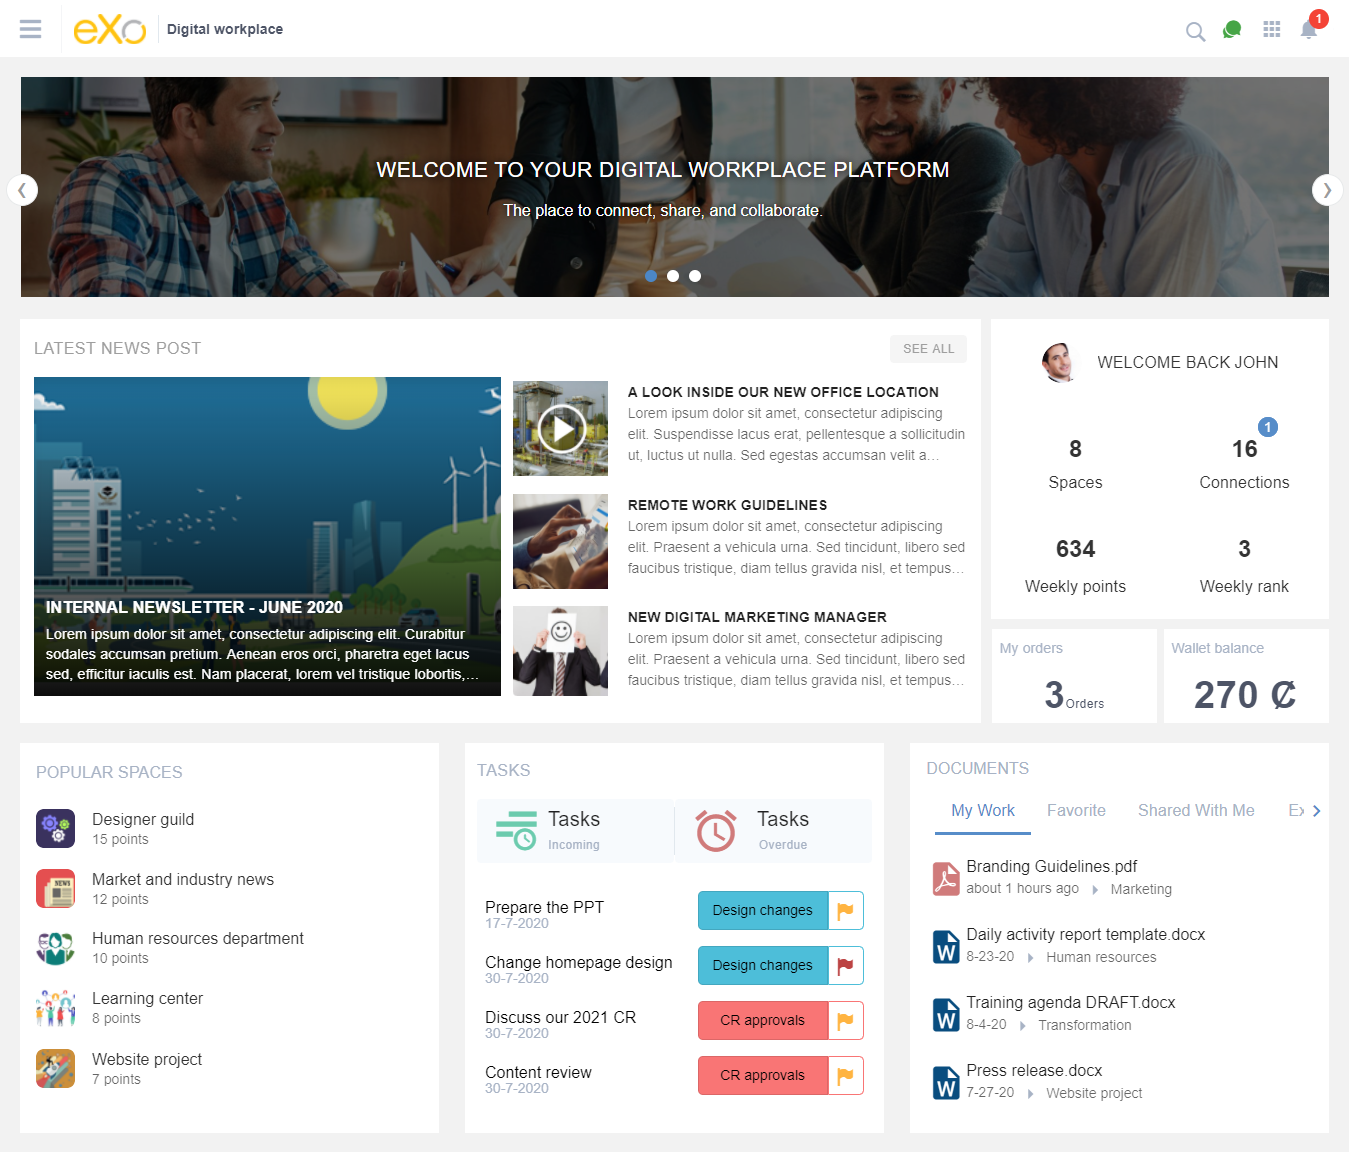 eXo Digital workplace
1
WELCOME TO YOUR DIGITAL WORKPLACE PLATFORM
The place to connect, share, and collaborate.
LATEST NEWS POST
SEE ALL
INTERNAL NEWSLETTER - JUNE 2020
Lorem ipsum dolor sit amet, consectetur adipiscing elit. Curabitur
sodales accumsan pretium. Aenean eros orci, pharetra eget lacus
sed, efficitur iaculis est. Nam placerat, lorem vel tristique lobortis,...
A LOOK INSIDE OUR NEW OFFICE LOCATION
Lorem ipsum dolor sit amet, consectetur adipiscing
elit. Suspendisse lacus erat, pellentesque a sollicitudin
ut, luctus ut nulla. Sed egestas accumsan velit a...
REMOTE WORK GUIDELINES
Lorem ipsum dolor sit amet, consectetur adipiscing
elit. Praesent a vehicula urna. Sed tincidunt, libero sed
faucibus tristique, diam tellus gravida nisl, et tempus...
NEW DIGITAL MARKETING MANAGER
Lorem ipsum dolor sit amet, consectetur adipiscing
elit. Praesent a vehicula urna. Sed tincidunt, libero sed
faucibus tristique, diam tellus gravida nisl, et tempus...
WELCOME BACK JOHN
8
Spaces
1
16
Connections
634
Weekly points
3
Weekly rank
My orders
3 Orders
Wallet balance
270 ₡
POPULAR SPACES
Designer guild
15 points
NEWS
Market and industry news
12 points
Human resources department
10 points
Learning center
8 points
Website project
7 points
TASKS
Tasks
Incoming
Tasks
Overdue
Prepare the PPT
17-7-2020
Design changes
Change homepage design
30-7-2020
Design changes
Discuss our 2021 CR
30-7-2020
CR approvals
Content review
30-7-2020
CR approvals
DOCUMENTS
My Work Favorite Shared With Me Ex
Branding Guidelines.pdf
about 1 hours ago Marketing
W
Daily activity report template.docx
8-23-20 Human resources
W
Training agenda DRAFT.docx
8-4-20 Transformation
W
Press release.docx
7-27-20 Website project